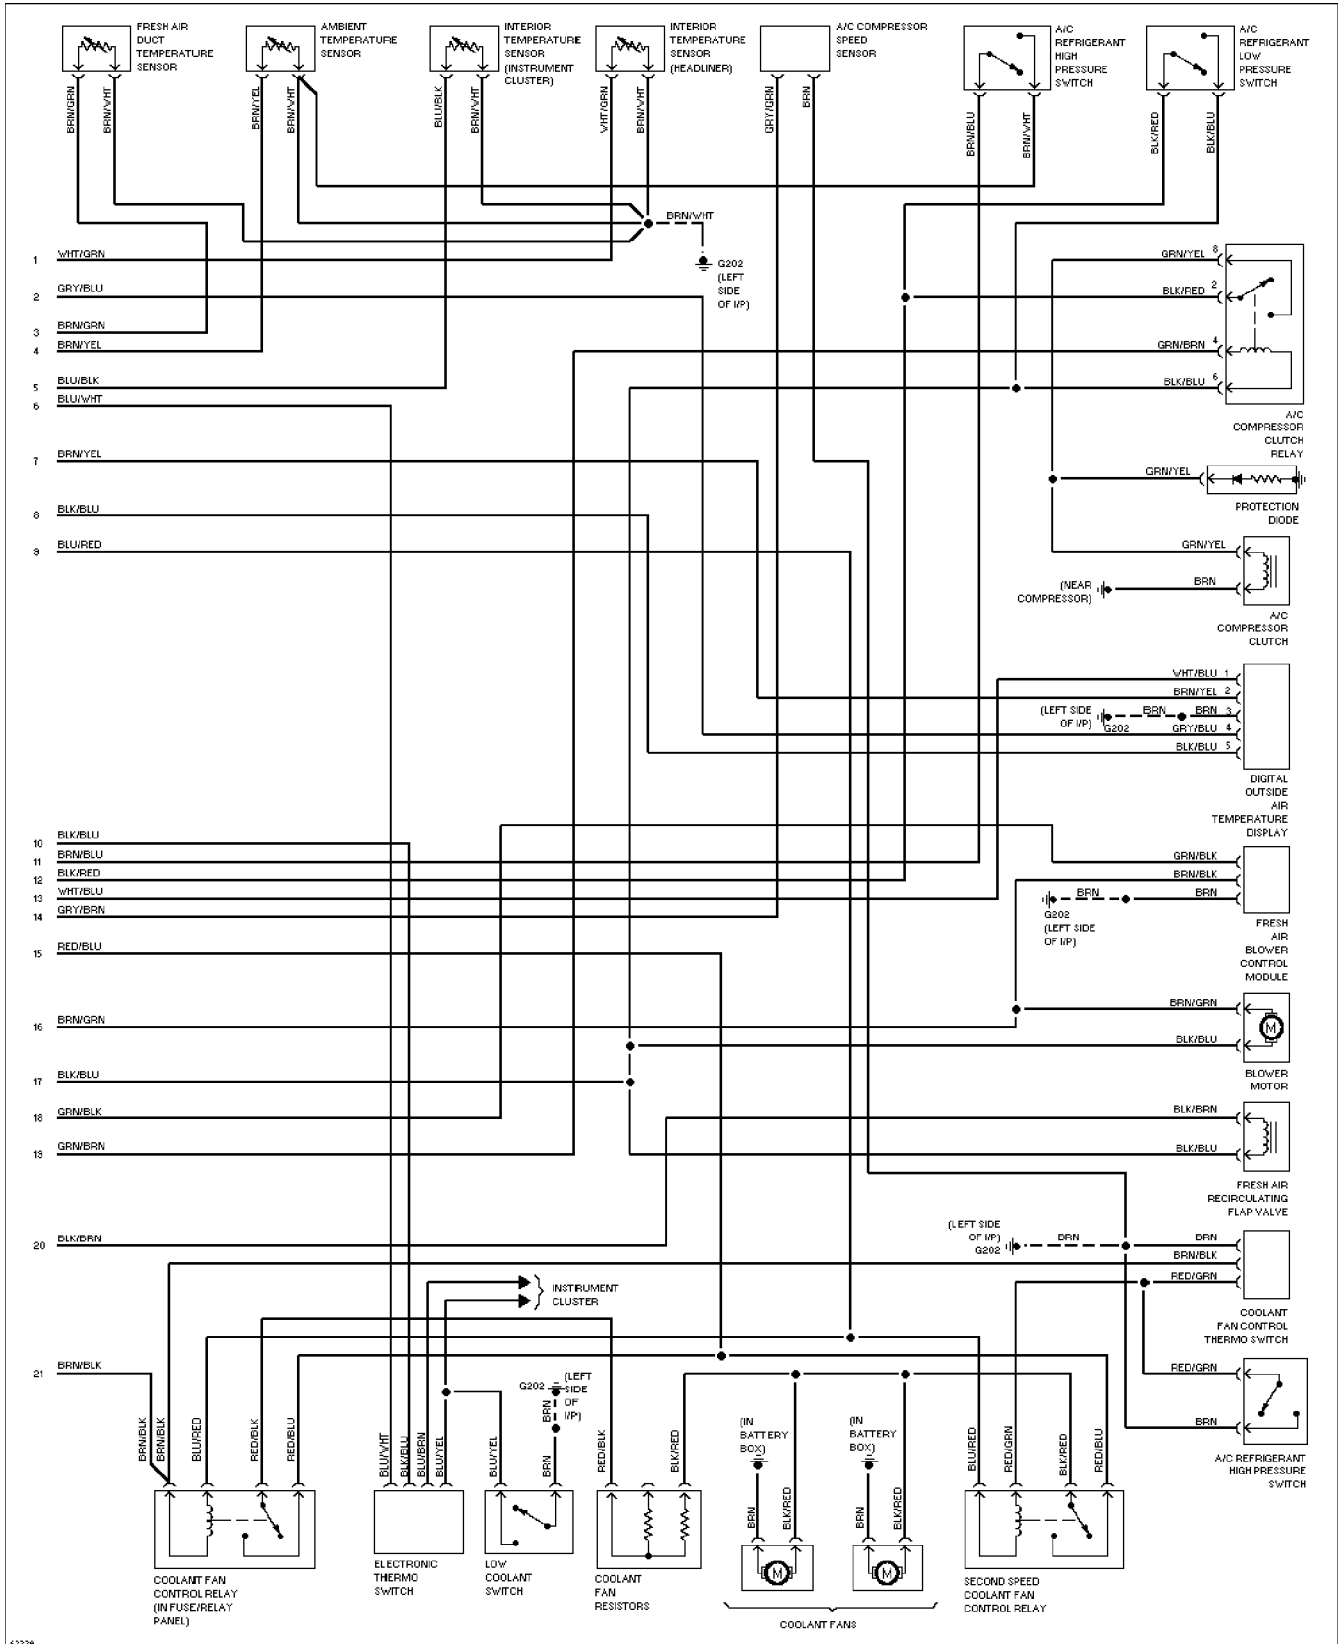 FRESH AIR
DUCT
TEMPERATURE
SENSOR
AMBIENT
TEMPERATURE
SENSOR
INTERIOR
TEMPERATURE
SENSOR
(INSTRUMENT
CLUSTER)
INTERIOR
TEMPERATURE
SENSOR
(HEADLINER)
A/C COMPRESSOR
SPEED
SENSOR
A/C
REFRIGERANT
HIGH
PRESSURE
SWITCH
A/C
REFRIGERANT
LOW
PRESSURE
SWITCH
BRN/GRN
BRN/WHT
BRN/YEL
BRN/WHT
BLU/BLK
BRN/WHT
WHT/GRN
BRN/WHT
GRY/GRN
BRN
BRN/BLU
BRN/WHT
BLK/RED
BLK/BLU
BRN/WHT
G202
(LEFT
SIDE
OF I/P)
1 WHT/GRN
2 GRY/BLU
3 BRN/GRN
4 BRN/YEL
5 BLU/BLK
6 BLU/WHT
7 BRN/YEL
8 BLK/BLU
9 BLU/RED
GRN/YEL 8
BLK/RED 2
GRN/BRN 4
BLK/BLU 6
A/C
COMPRESSOR
CLUTCH
RELAY
GRN/YEL
PROTECTION
DIODE
GRN/YEL
(NEAR
COMPRESSOR)
BRN
A/C
COMPRESSOR
CLUTCH
WHT/BLU 1
BRN/YEL 2
(LEFT SIDE
OF I/P)
G202
BRN
BRN 3
GRY/BLU 4
BLK/BLU 5
DIGITAL
OUTSIDE
AIR
TEMPERATURE
DISPLAY
10 BLK/BLU
11 BRN/BLU
12 BLK/RED
13 WHT/BLU
14 GRY/BRN
15 RED/BLU
16 BRN/GRN
17 BLK/BLU
18 GRN/BLK
19 GRN/BRN
20 BLK/BRN
21 BRN/BLK
GRN/BLK
BRN/BLK
BRN
BRN
G202
(LEFT SIDE
OF I/P)
FRESH
AIR
BLOWER
CONTROL
MODULE
BRN/GRN
M
BLK/BLU
BLOWER
MOTOR
BLK/BRN
BLK/BLU
FRESH AIR
RECIRCULATING
FLAP VALVE
(LEFT SIDE
OF I/P)
G202
BRN
BRN
BRN/BLK
RED/GRN
COOLANT
FAN CONTROL
THERMO SWITCH
RED/GRN
BRN
A/C REFRIGERANT
HIGH PRESSURE
SWITCH
INSTRUMENT
CLUSTER
G202
(LEFT
SIDE
OF
I/P)
BRN
BRN/BLK
BRN/BLK
BLU/RED
RED/BLK
RED/BLU
BLU/WHT
BLK/BLU
BLU/BRN
BLU/YEL
BLU/YEL
BRN
RED/BLK
BLK/RED
(IN
BATTERY
BOX)
BRN
BLK/RED
(IN
BATTERY
BOX)
BRN
BLK/RED
BLU/RED
RED/GRN
BLK/RED
RED/BLU
M
M
COOLANT FAN
CONTROL RELAY
(IN FUSE/RELAY
PANEL)
ELECTRONIC
THERMO
SWITCH
LOW
COOLANT
SWITCH
COOLANT
FAN
RESISTORS
COOLANT FANS
SECOND SPEED
COOLANT FAN
CONTROL RELAY